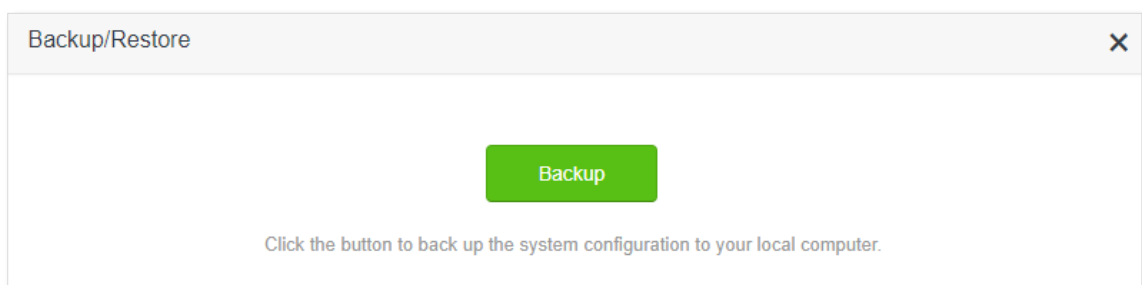 Backup/Restore
Backup
Click the button to back up the system configuration to your local computer.